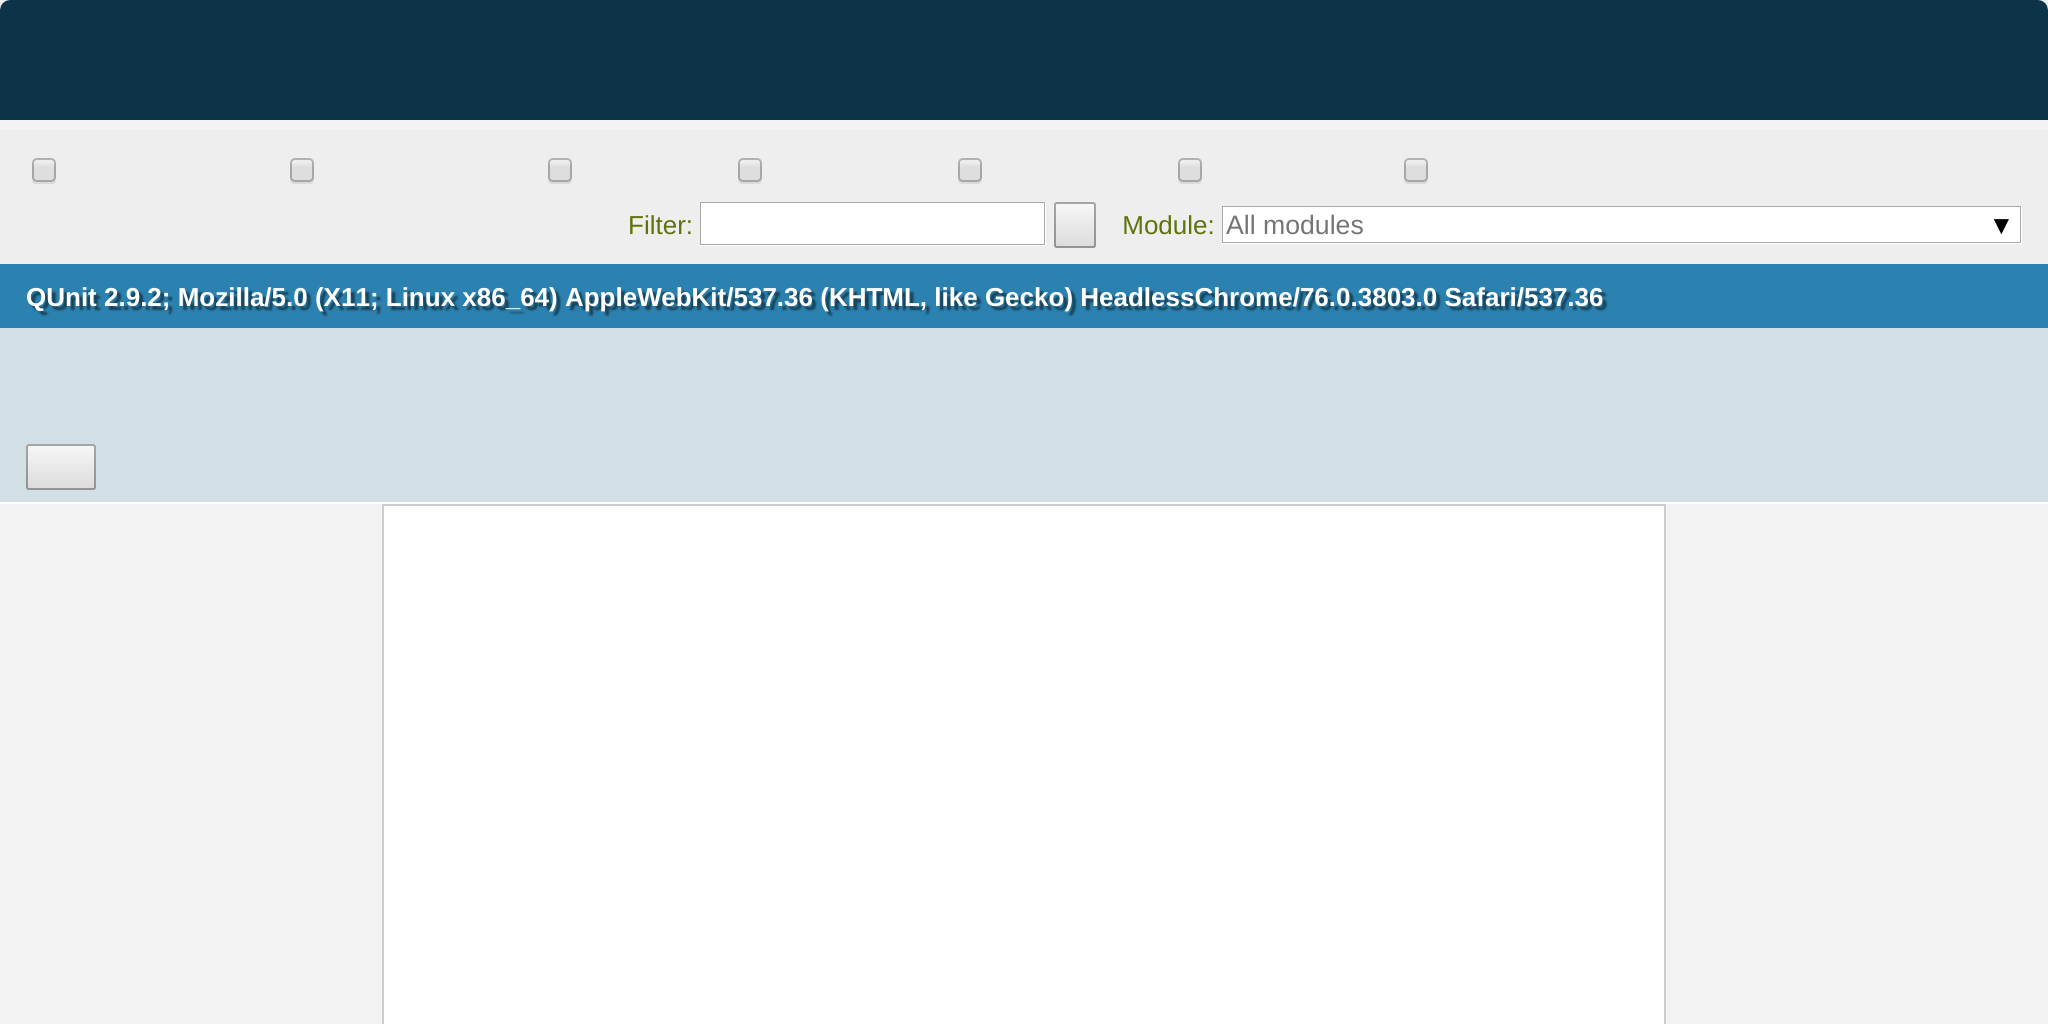 Filter: Module: All modules ▼
QUnit 2.9.2; Mozilla/5.0 (X11; Linux x86_64) AppleWebKit/537.36 (KHTML, like Gecko) HeadlessChrome/76.0.3803.0 Safari/537.36